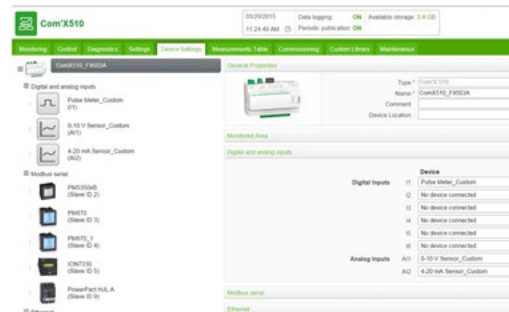 Com'X510
03/20/2015
11:24:49 AM
Data logging: ON
Available storage: 3.4 GB
Periodic publication: ON
Monitoring
Control
Diagnostics
Settings
Device Settings
Measurements Table
Commissioning
Custom Library
Maintenance
ComX510_F9503A
Digital and analog inputs
Pulse Meter_Custom
(I1)
0-10 V Sensor_Custom
(AI1)
4-20 mA Sensor_Custom
(AI2)
Modbus serial
(Slave ID 2)
PM870
(Slave ID 3)
PM870_1
(Slave ID 4)
ION7330
(Slave ID 5)
PowerPact H,J,L A
(Slave ID 9)
Ethernet
General Properties
Type * Com'X 510
Name * ComX510_F9503A
Comment
Device Location
Monitored Area
Digital and analog inputs
Device
Digital Inputs I1 Pulse Meter_Custom
I2 No device connected
I3 No device connected
I4 No device connected
I5 No device connected
I6 No device connected
Analog Inputs AI1 0-10 V Sensor_Custom
AI2 4-20 mA Sensor_Custom
Modbus serial
Ethernet